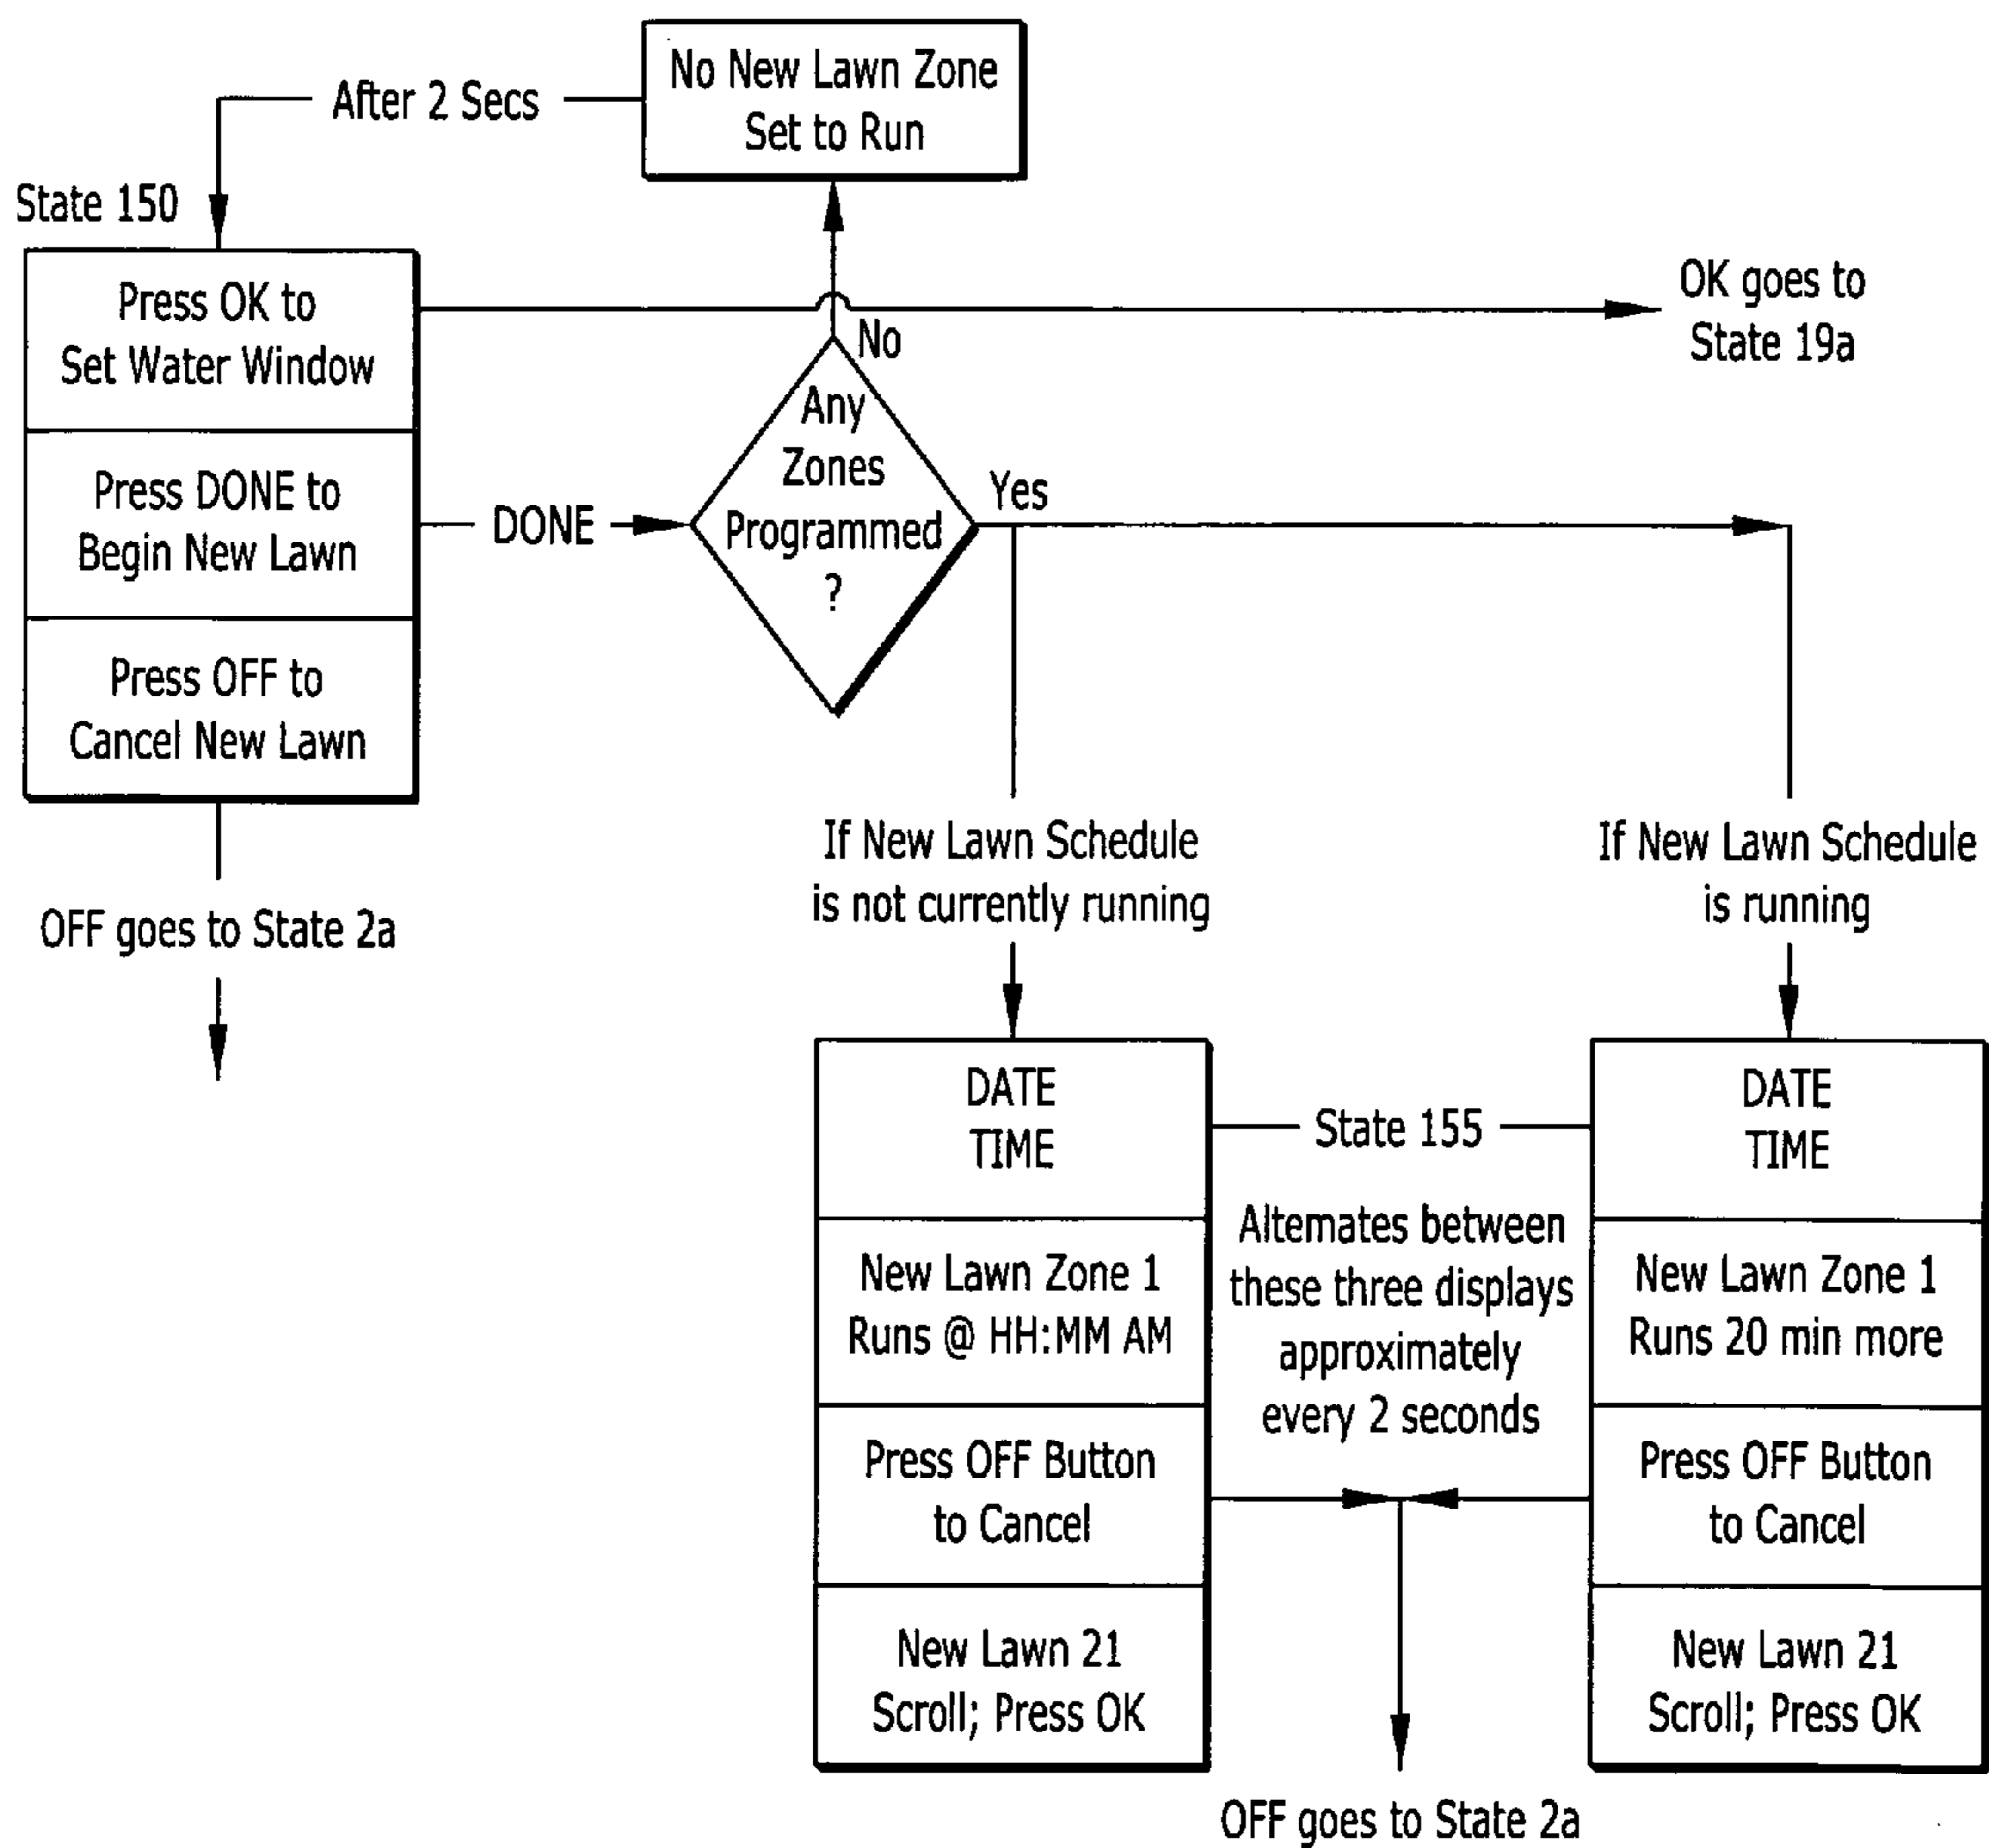 No New Lawn Zone
Set to Run
After 2 Secs
State 150
Press OK to
Set Water Window
OK goes to
State 19a
No
Any
Zones
Programmed
?
Yes
Press DONE to
Begin New Lawn
DONE
Press OFF to
Cancel New Lawn
OFF goes to State 2a
If New Lawn Schedule
is not currently running
If New Lawn Schedule
is running
DATE
TIME
New Lawn Zone 1
Runs @ HH:MM AM
Press OFF Button
to Cancel
New Lawn 21
Scroll; Press OK
State 155
Altemates between
these three displays
approximately
every 2 seconds
DATE
TIME
New Lawn Zone 1
Runs 20 min more
Press OFF Button
to Cancel
New Lawn 21
Scroll; Press OK
OFF goes to State 2a